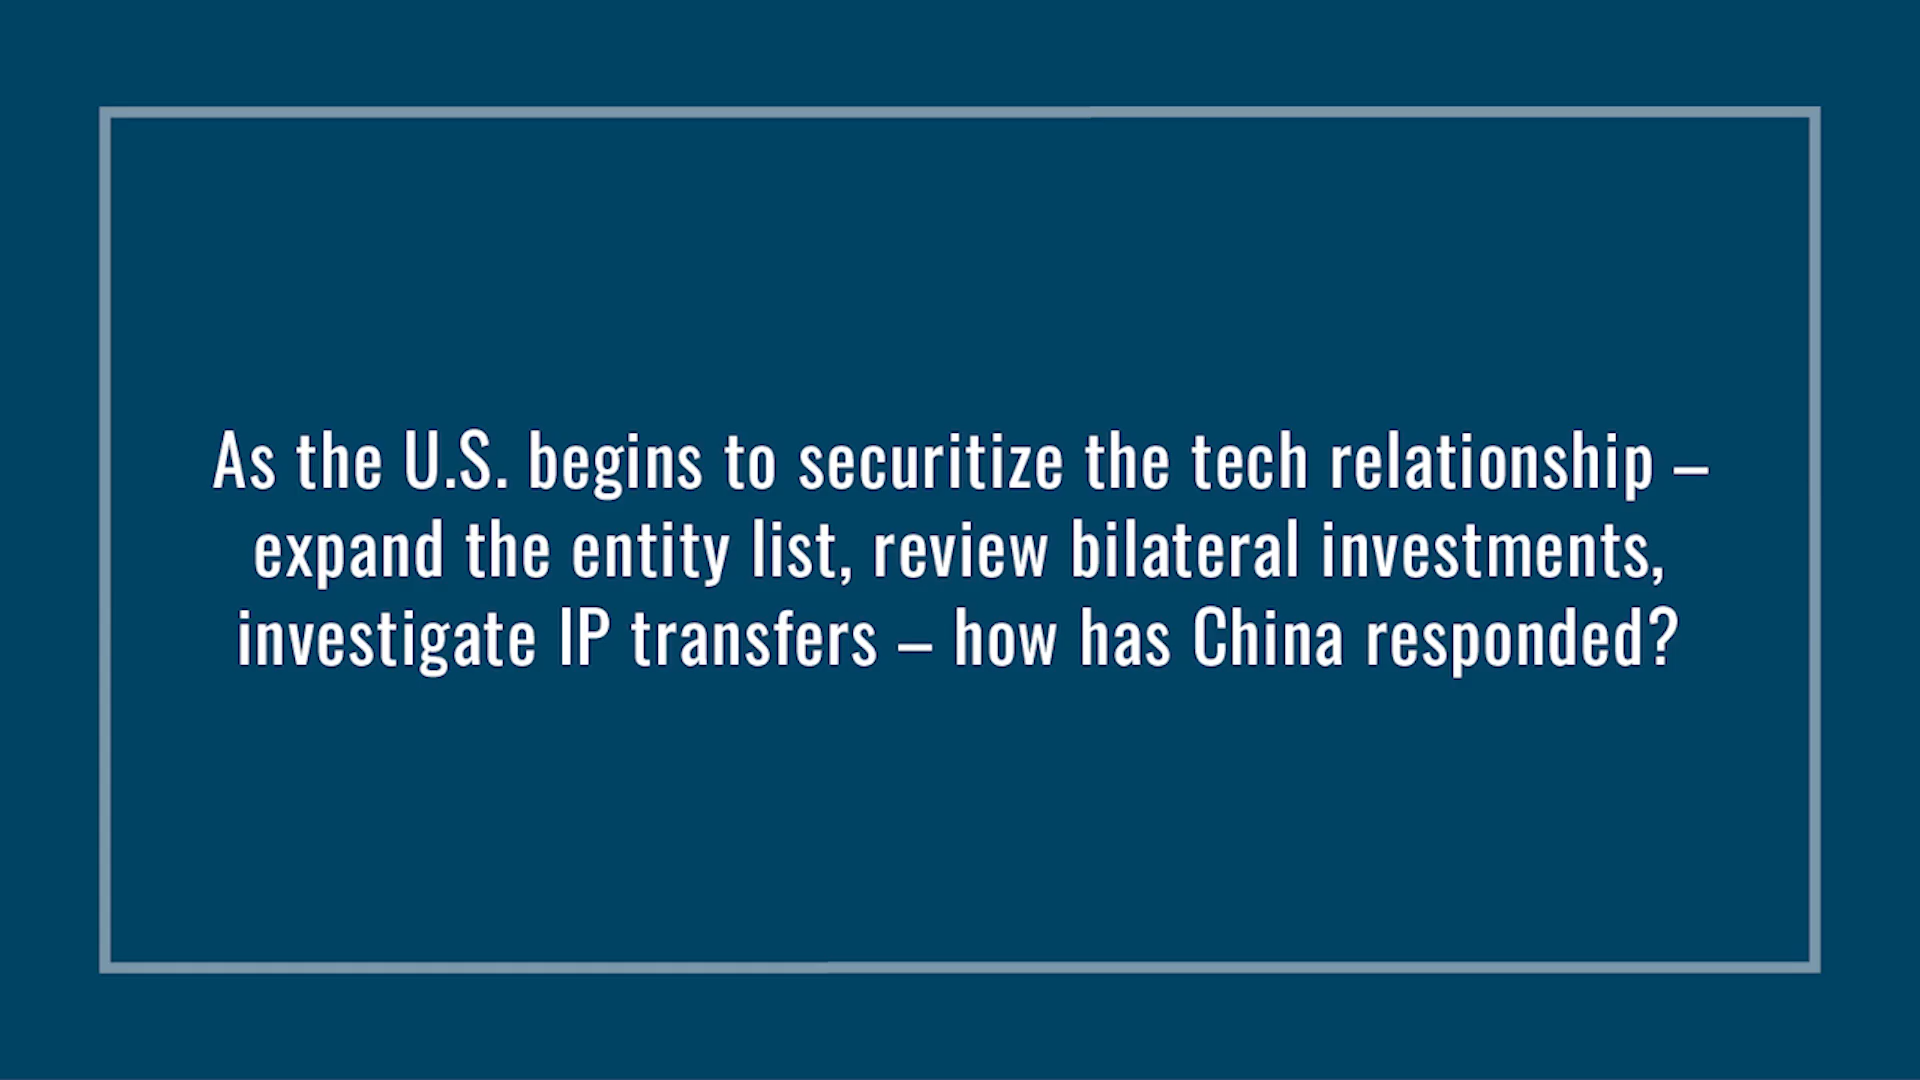 As the U.S. begins to securitize the tech relationship –
expand the entity list, review bilateral investments,
investigate IP transfers – how has China responded?